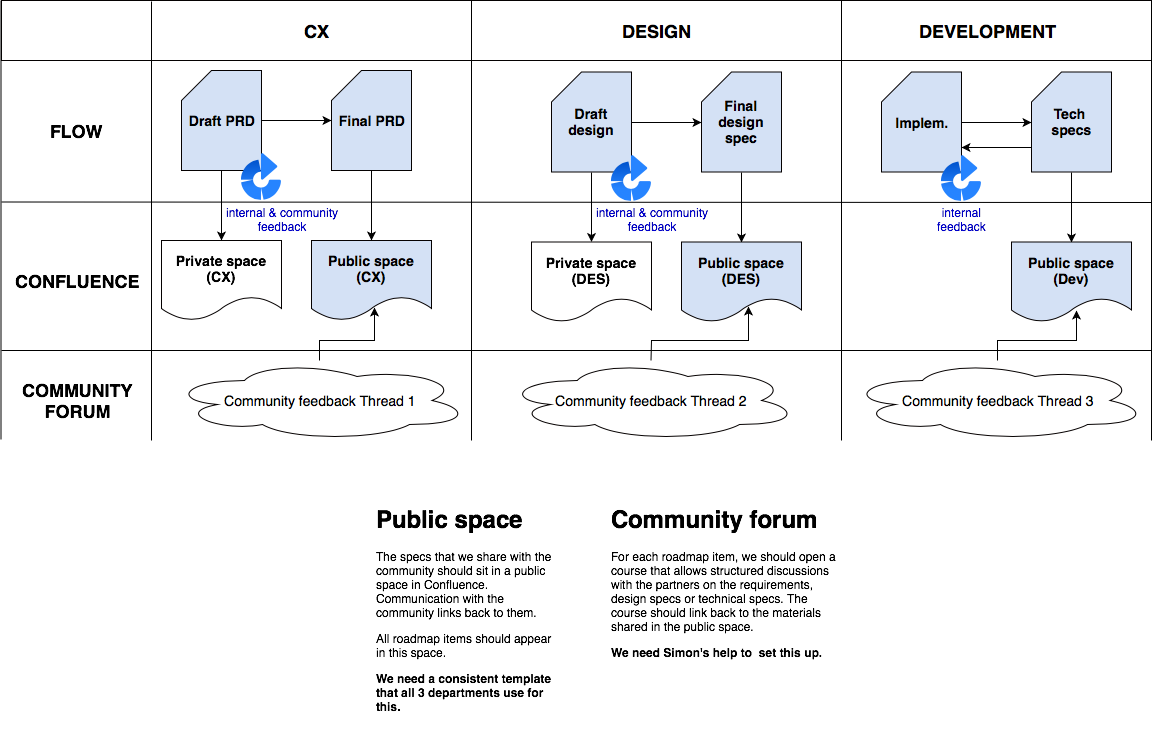 CX
DESIGN
DEVELOPMENT
FLOW
Draft PRD
Final PRD
Draft
design
Final
design
spec
Implem.
Tech
specs
internal & community
feedback
internal & community
feedback
internal
feedback
CONFLUENCE
Private space
(CX)
Public space
(CX)
Private space
(DES)
Public space
(DES)
Public space
(Dev)
COMMUNITY
FORUM
Community feedback Thread 1
Community feedback Thread 2
Community feedback Thread 3
Public space
The specs that we share with the
community should sit in a public
space in Confluence.
Communication with the
community links back to them.
All roadmap items should appear
in this space.
We need a consistent template
that all 3 departments use for
this.
Community forum
For each roadmap item, we should open a
course that allows structured discussions
with the partners on the requirements,
design specs or technical specs. The
course should link back to the materials
shared in the public space.
We need Simon's help to  set this up.